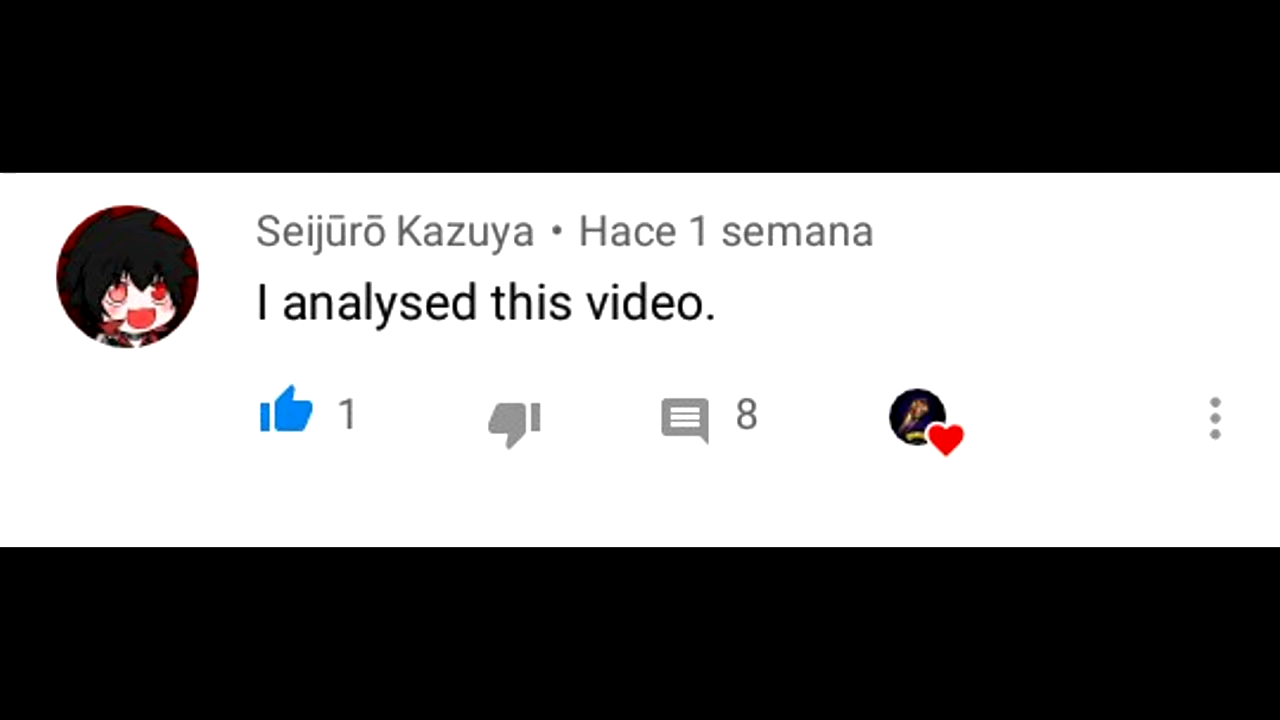 Seijūrō Kazuya • Hace 1 semana
I analysed this video.
1 8